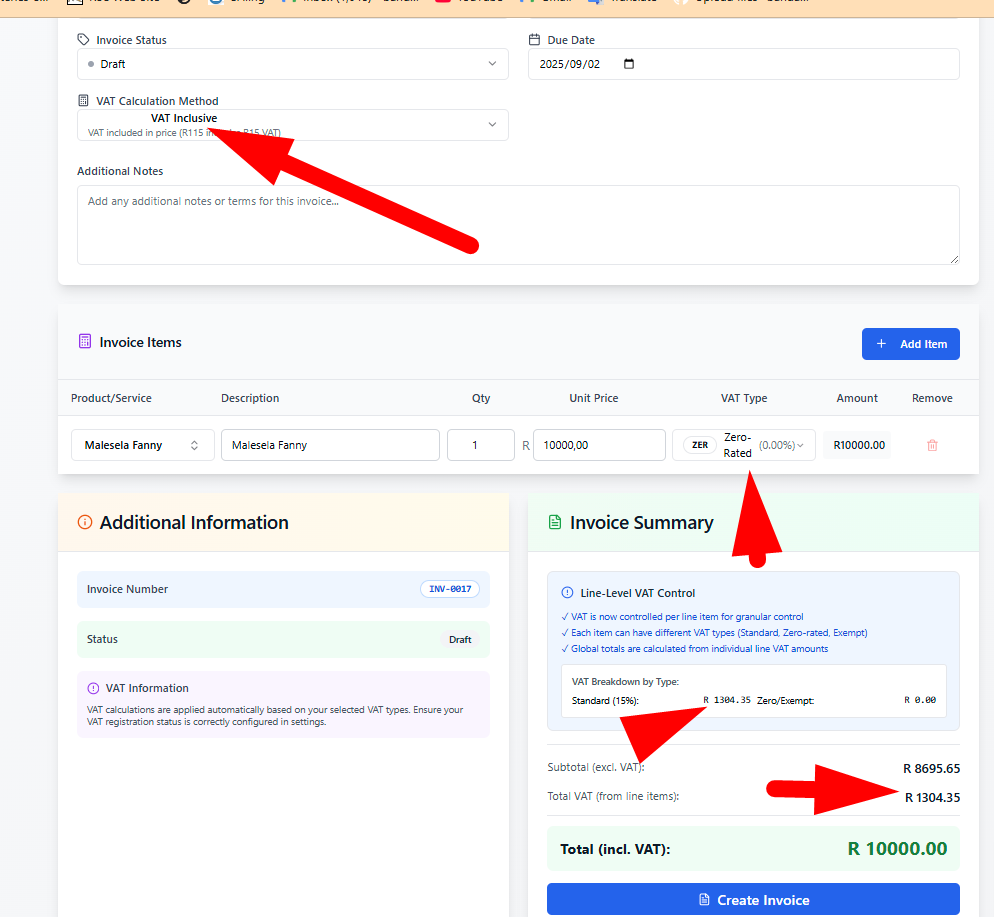 Invoice Status
Due Date
Draft
2025/09/02
VAT Calculation Method
VAT Inclusive
VAT included in price (R115 R15 VAT)
Additional Notes
Add any additional notes or terms for this invoice...
Invoice Items
+ Add Item
Product/Service Description Qty Unit Price VAT Type Amount Remove
Malesela Fanny Malesela Fanny 1 R 10000,00 ZER Zero-Rated (0.00%) R10000.00
Additional Information
Invoice Number INV-0017
Status Draft
VAT Information
VAT calculations are applied automatically based on your selected VAT types. Ensure your
VAT registration status is correctly configured in settings.
Invoice Summary
Line-Level VAT Control
✓ VAT is now controlled per line item for granular control
✓ Each item can have different VAT types (Standard, Zero-rated, Exempt)
✓ Global totals are calculated from individual line VAT amounts
VAT Breakdown by Type:
Standard (15%): R 1304.35 Zero/Exempt: R 0.00
Subtotal (excl. VAT): R 8695.65
Total VAT (from line items): R 1304.35
Total (incl. VAT): R 10000.00
Create Invoice